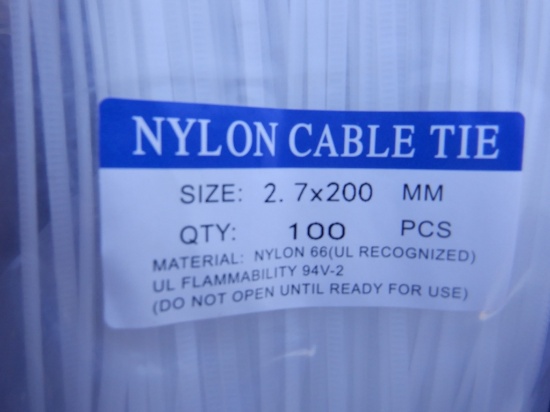 NYLON CABLE TIE
SIZE: 2.7x200 MM
QTY: 100 PCS
MATERIAL: NYLON 66(UL RECOGNIZED)
UL FLAMMABILITY 94V-2
(DO NOT OPEN UNTIL READY FOR USE)